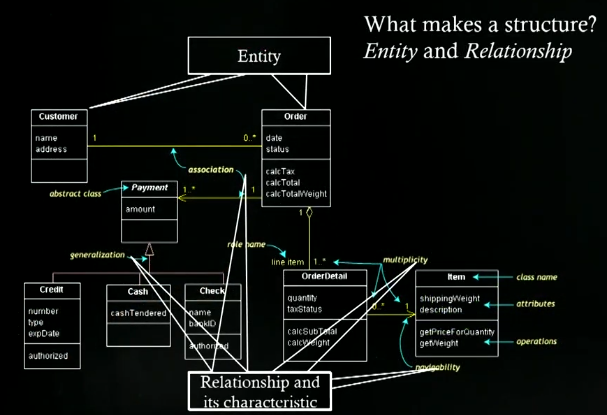 What makes a structure?
Entity and Relationship
Entity
Customer
name
address
1
0..*
Order
date
status
calcTax
calcTotal
calcTotalWeight
association
abstract class
Payment
amount
1..*
1
1
role name
line item
1..*
multiplicity
generalization
Credit
number
type
expDate
authorized
Cash
cashTendered
Check
name
bankID
authorized
OrderDetail
quantity
taxStatus
calcSubTotal
calcWeight
0..*
1
Item
shippingWeight
description
getPriceForQuantity
getWeight
class name
attributes
operations
navigability
Relationship and
its characteristic